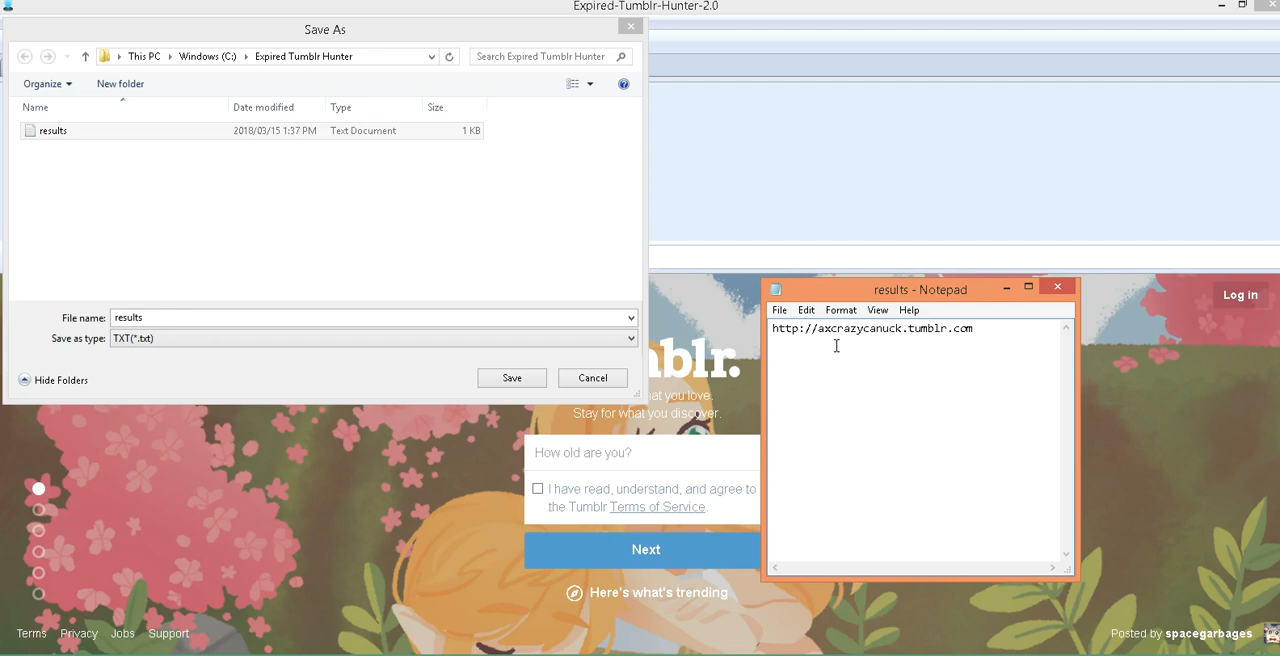 Expired-Tumblr-Hunter-2.0
Save As
This PC Windows (C:) Expired Tumblr Hunter
Search Expired Tumblr Hunter
Organize New folder
Name Date modified Type Size
results 2018/03/15 1:37 PM Text Document 1 KB
File name: results
Save as type: TXT(*.txt)
Hide Folders Save Cancel
results - Notepad
File Edit Format View Help
http://axcrazycanuck.tumblr.com
Log in
blr.
at you love.
Stay for what you discover.
How old are you?
I have read, understand, and agree to
the Tumblr Terms of Service.
Next
Here's what's trending
Terms Privacy Jobs Support
Posted by spacegarbages